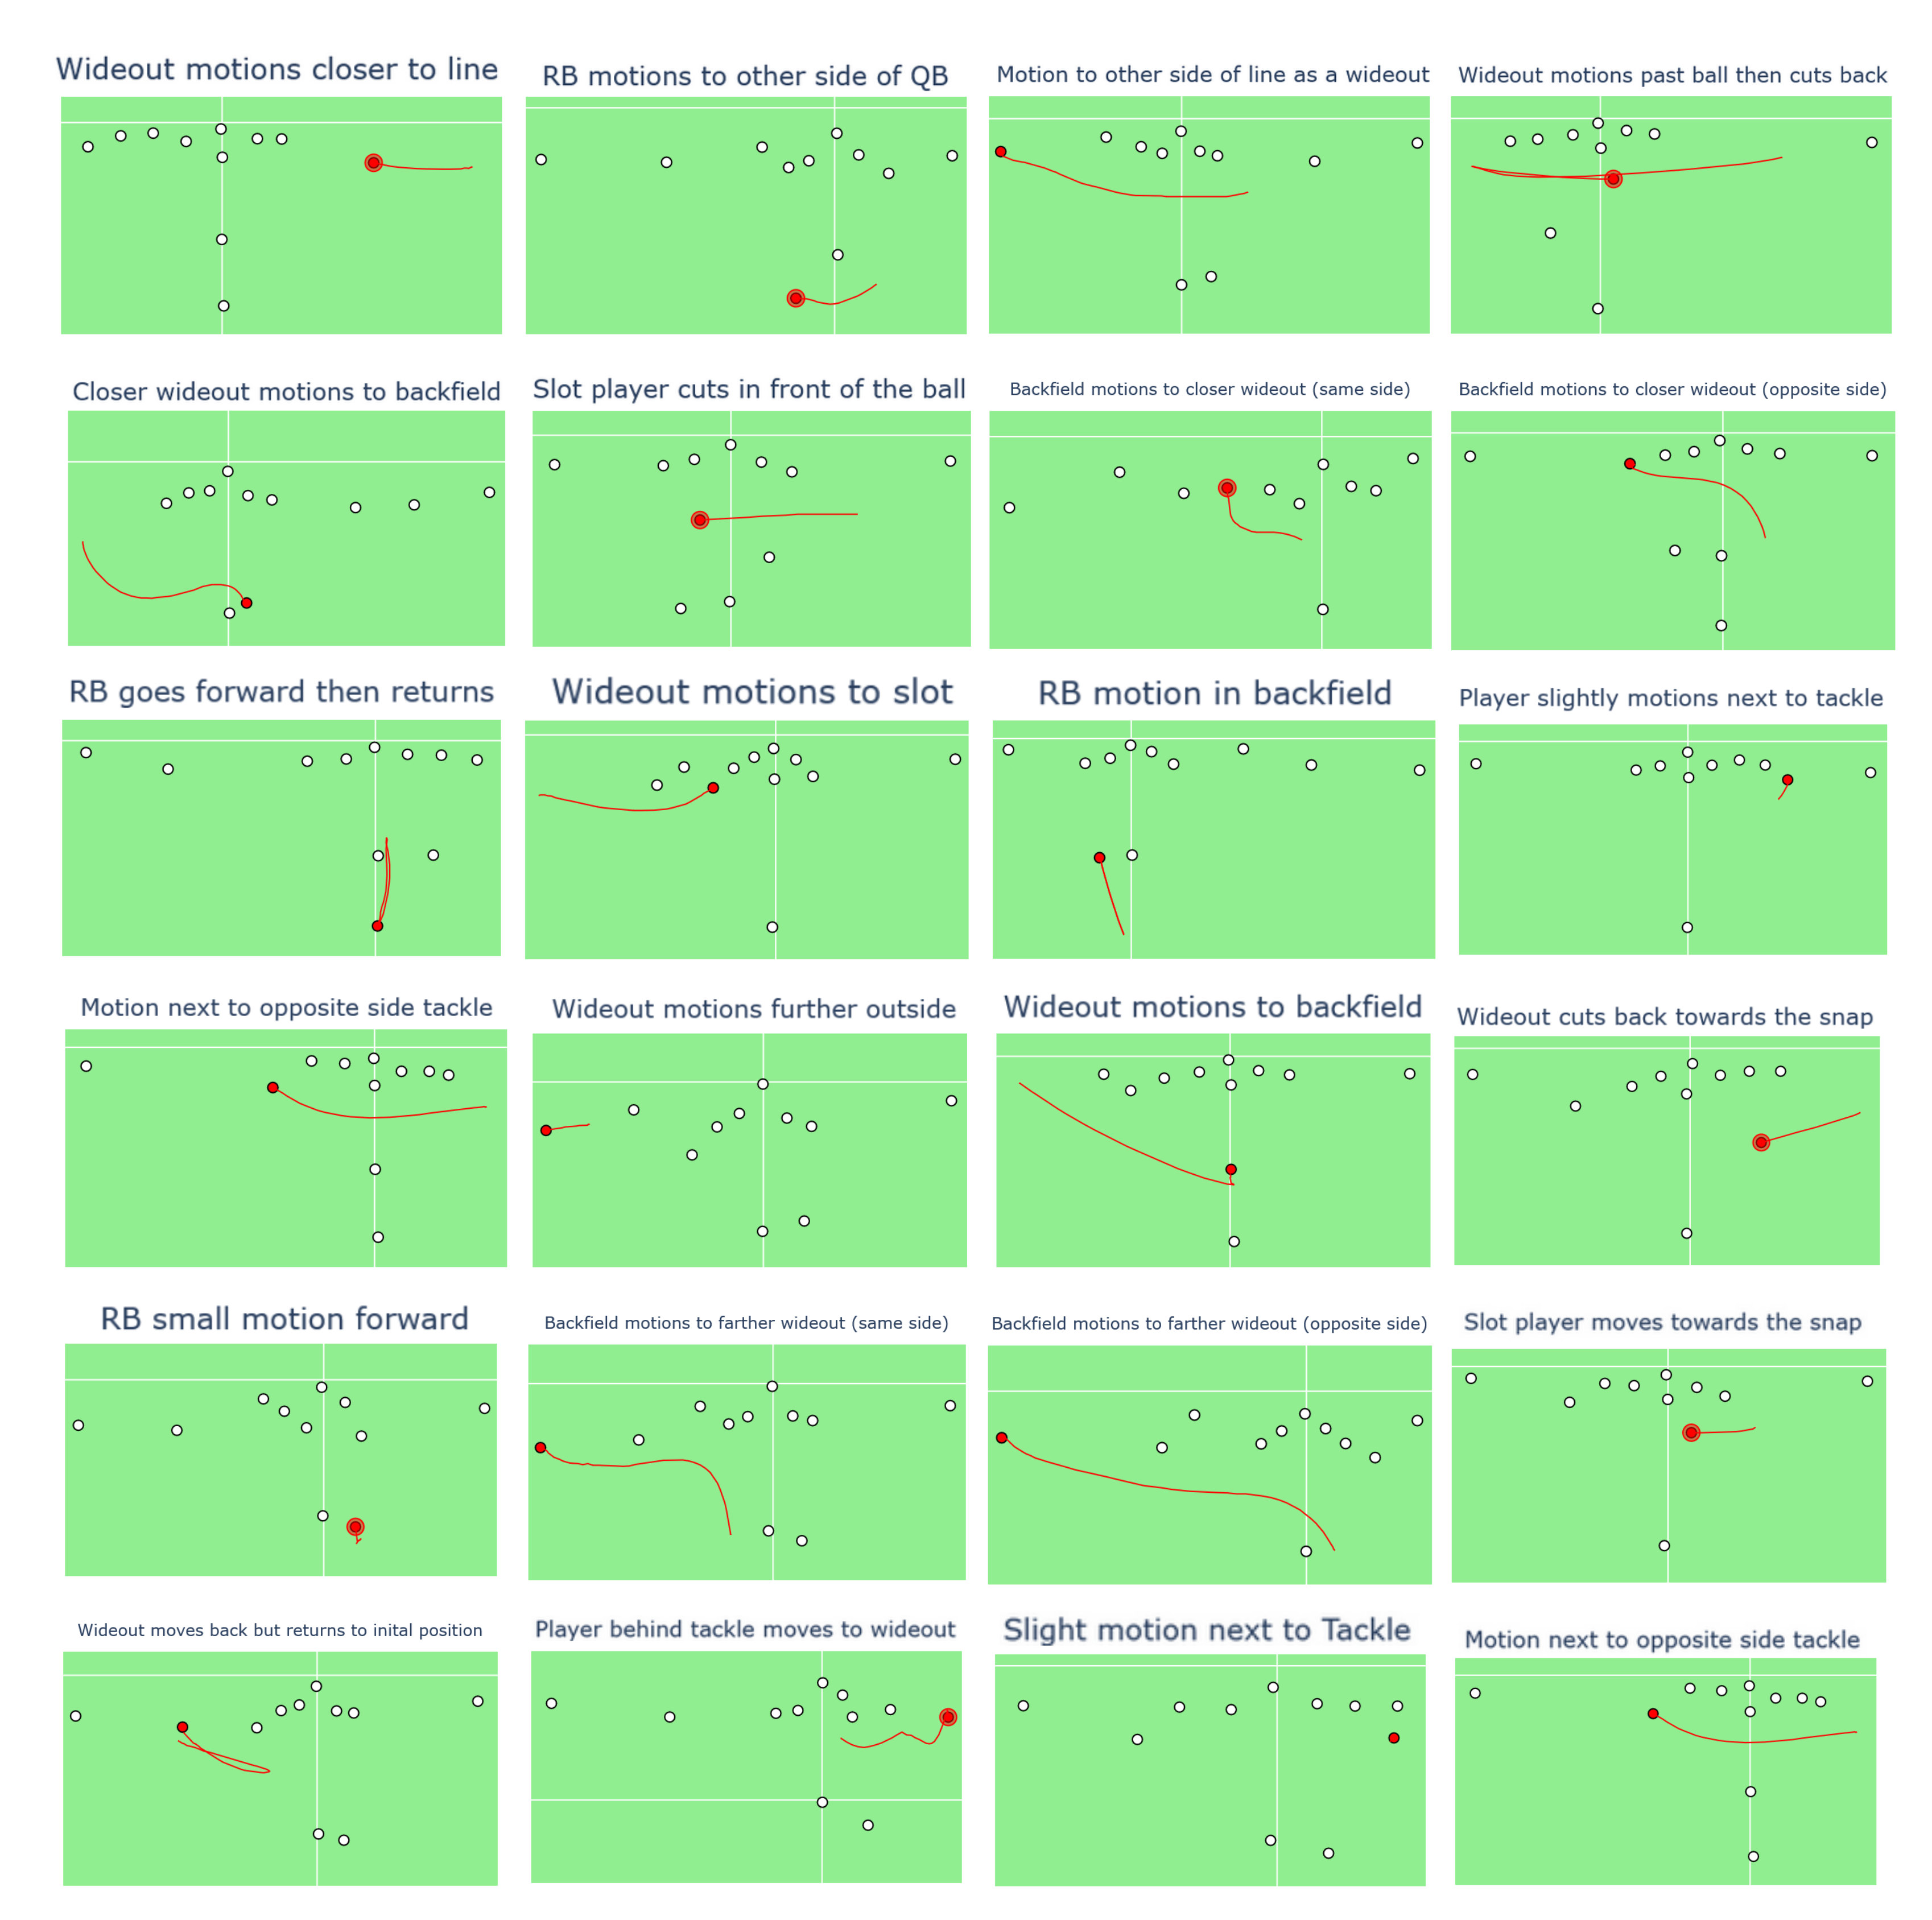 Wideout motions closer to line
RB motions to other side of QB
Motion to other side of line as a wideout
Wideout motions past ball then cuts back
Closer wideout motions to backfield
Slot player cuts in front of the ball
Backfield motions to closer wideout (same side)
Backfield motions to closer wideout (opposite side)
RB goes forward then returns
Wideout motions to slot
RB motion in backfield
Player slightly motions next to tackle
Motion next to opposite side tackle
Wideout motions further outside
Wideout motions to backfield
Wideout cuts back towards the snap
RB small motion forward
Backfield motions to farther wideout (same side)
Backfield motions to farther wideout (opposite side)
Slot player moves towards the snap
Wideout moves back but returns to inital position
Player behind tackle moves to wideout
Slight motion next to Tackle
Motion next to opposite side tackle